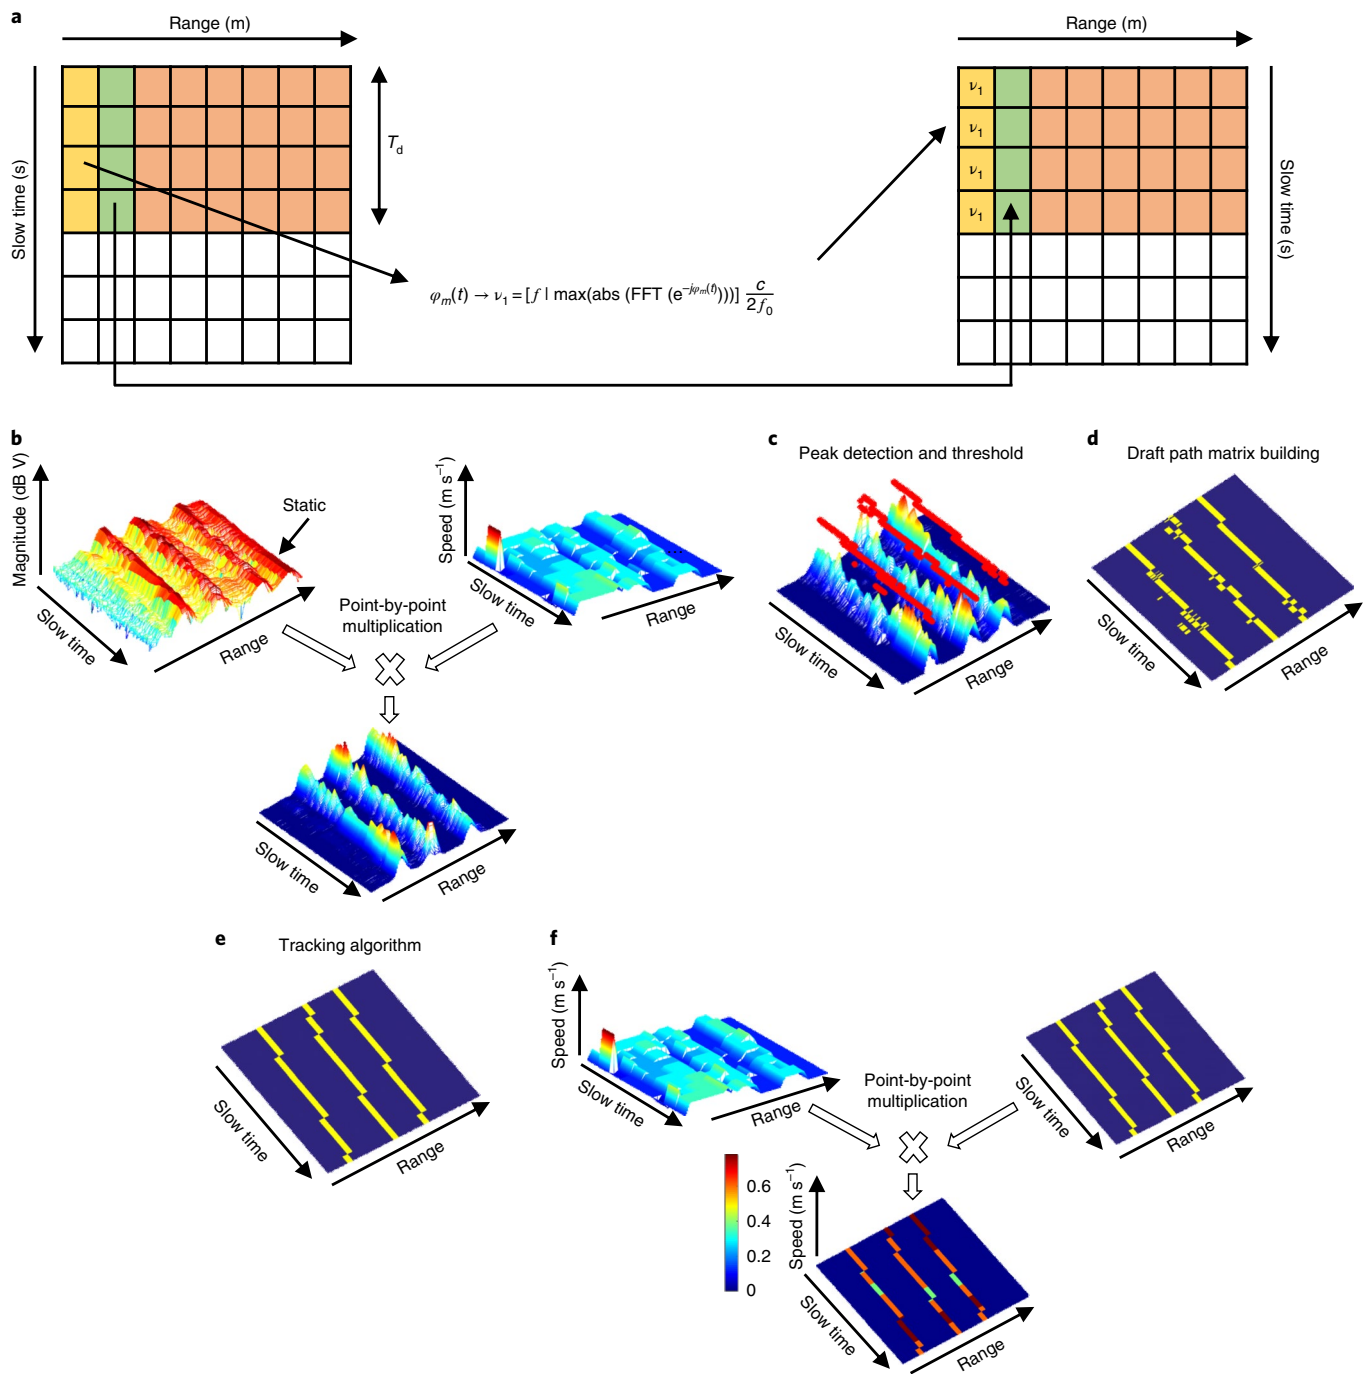 a
Range (m)
Range (m)
Slow time (s)
T_d
ν₁
ν₁
ν₁
ν₁
Slow time (s)
φ_m(t) → ν₁ = [f | max(abs (FFT (e^{−jφ_m(t)})))] c/2f₀
b
Magnitude (dB V)
Static
Slow time
Range
Speed (m s⁻¹)
Slow time
Range
Point-by-point
multiplication
Slow time
Range
c
Peak detection and threshold
Slow time
Range
d
Draft path matrix building
Slow time
Range
e
Tracking algorithm
Slow time
Range
f
Speed (m s⁻¹)
Slow time
Range
Point-by-point
multiplication
Slow time
Range
0.6
0.4
0.2
0
Speed (m s⁻¹)
Slow time
Range